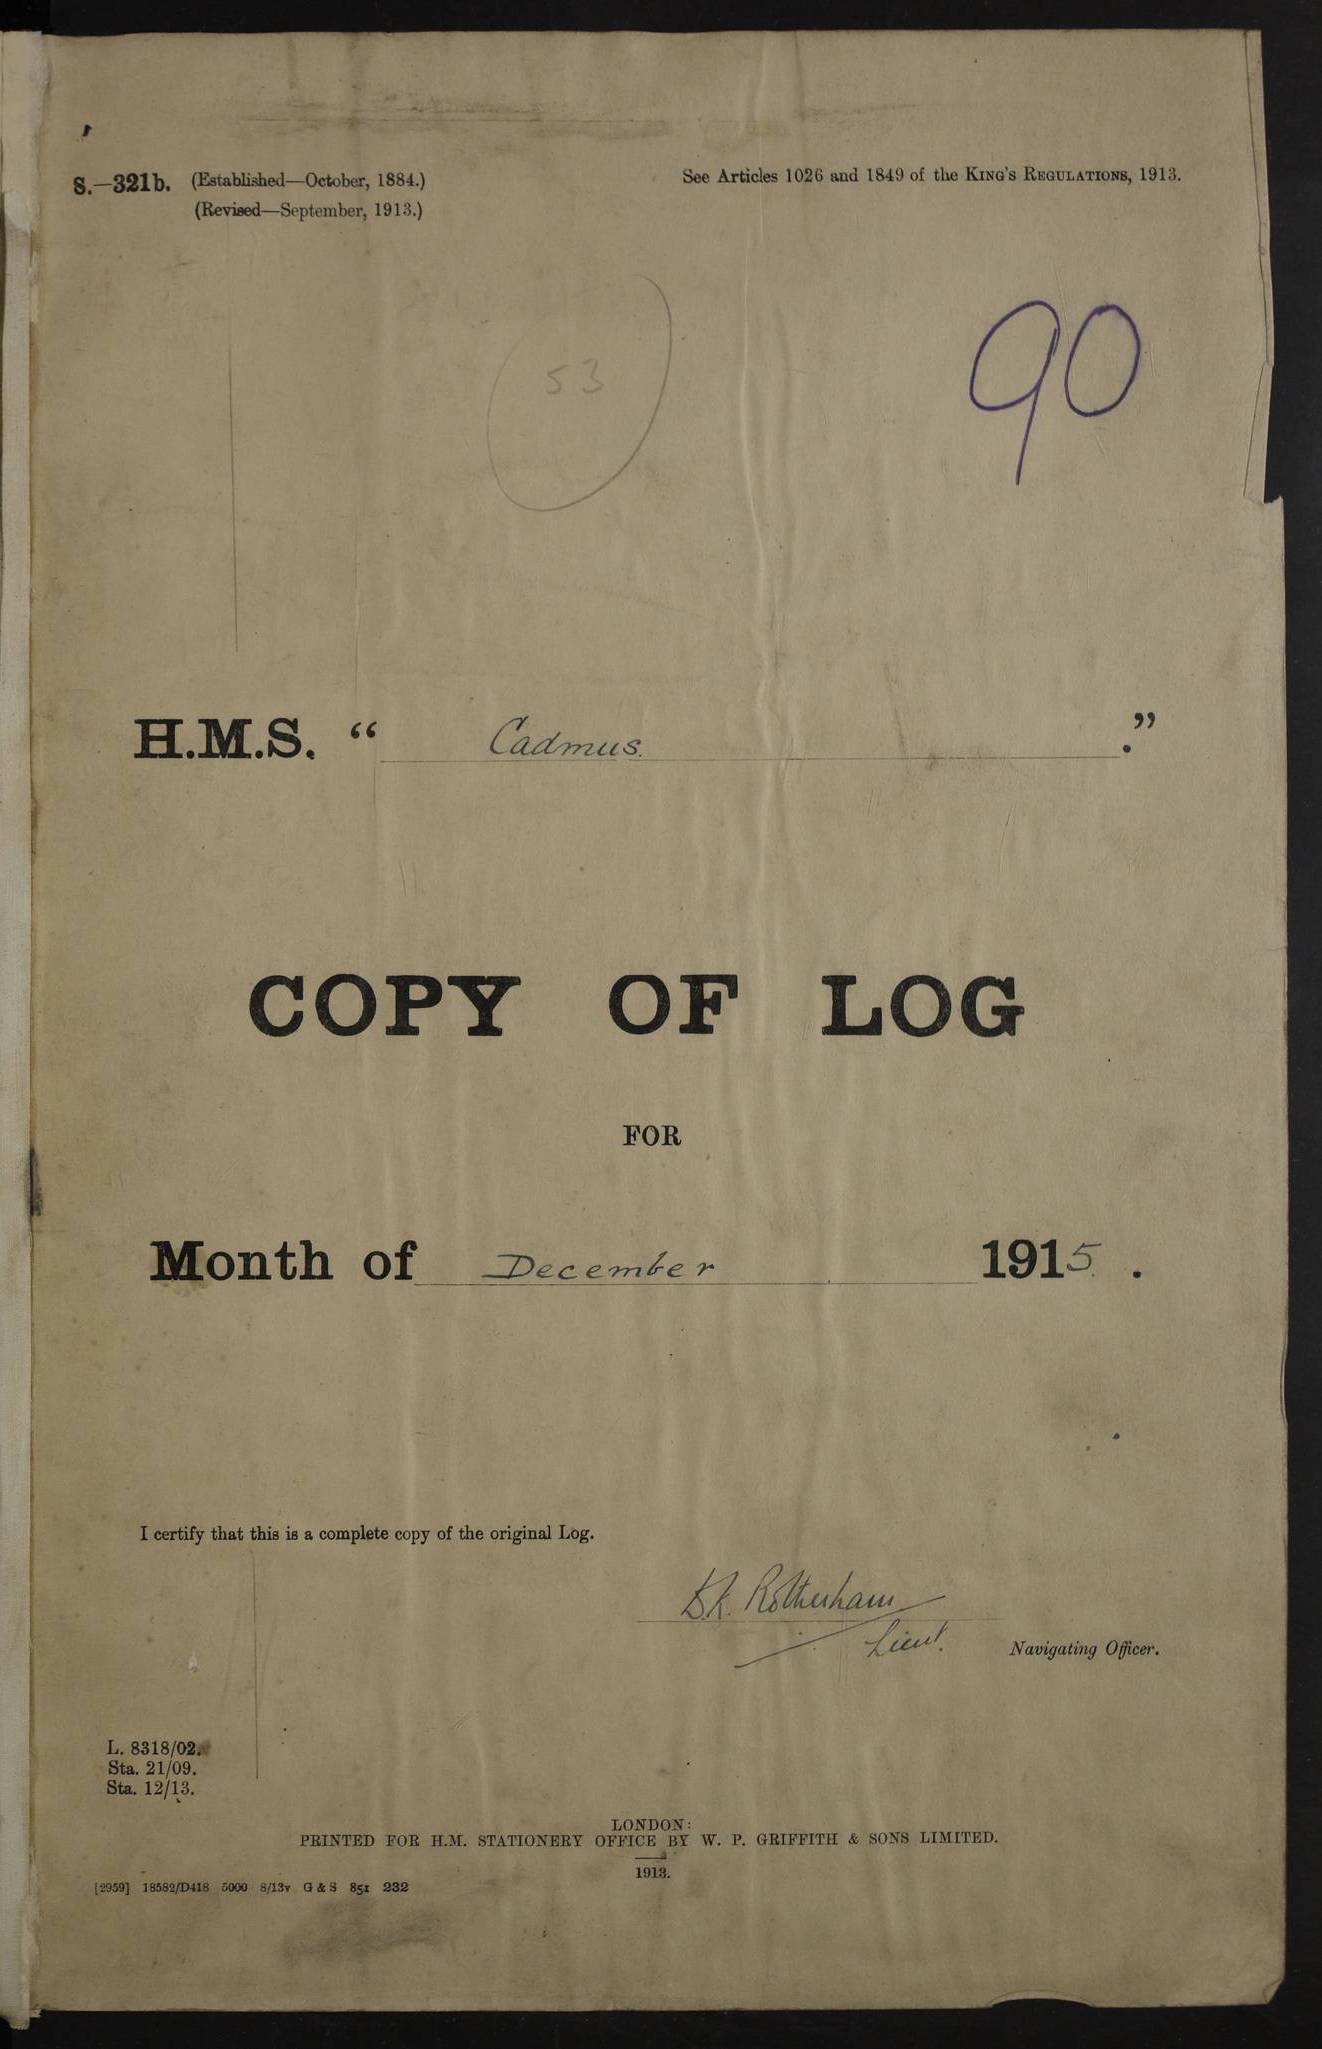 S.—321b. (Established—October, 1884.)
(Revised—September, 1913.)
See Articles 1026 and 1849 of the King's Regulations, 1913.
53
90
H.M.S. “ Cadmus. .”
COPY OF LOG
FOR
Month of December 1915.
I certify that this is a complete copy of the original Log.
Rotherham
Lieut. Navigating Officer.
L. 8318/02.
Sta. 21/09.
Sta. 12/13.
LONDON:
PRINTED FOR H.M. STATIONERY OFFICE BY W. P. GRIFFITH & SONS LIMITED.
1913.
[2959] 18582/D418 5000 8/13v G & S 851 232